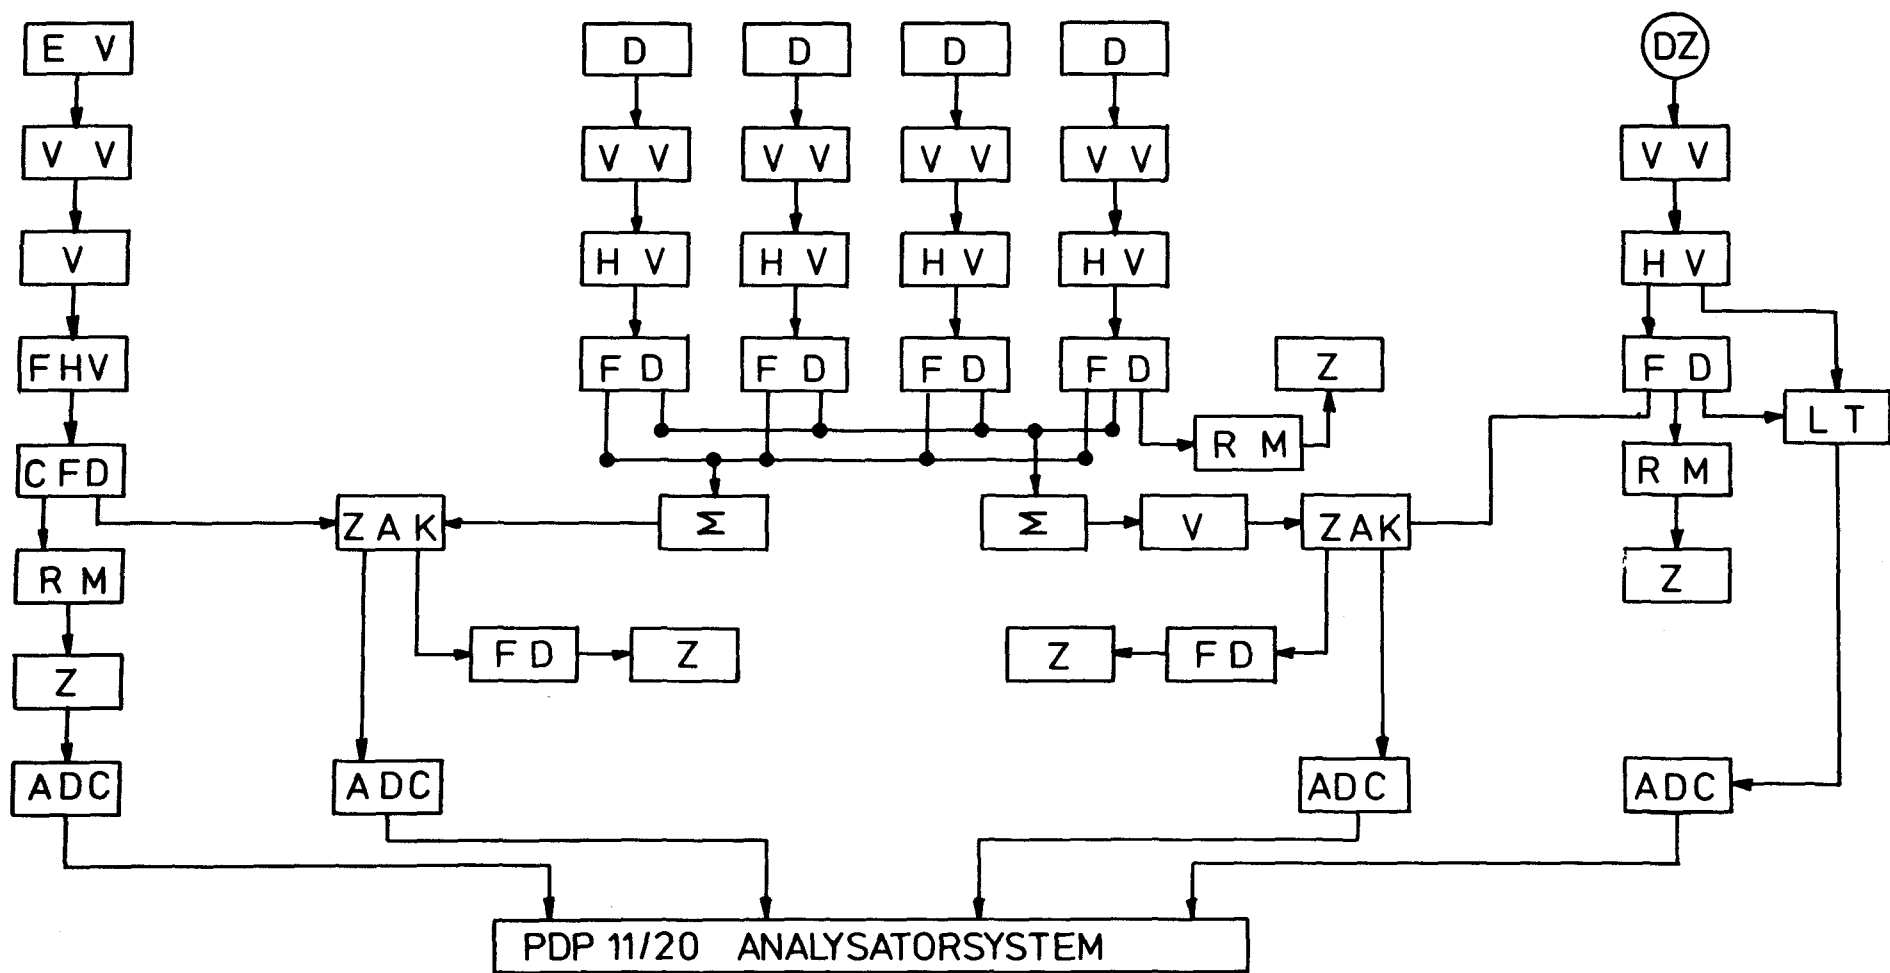 E V D D D D DZ
V V V V V V V V V V V V
V H V H V H V H V H V
FHV F D F D F D F D Z F D
R M L T
CFD R M
ZAK Σ Σ V ZAK
R M Z
F D Z Z F D
Z
ADC ADC ADC ADC
PDP 11/20 ANALYSATORSYSTEM